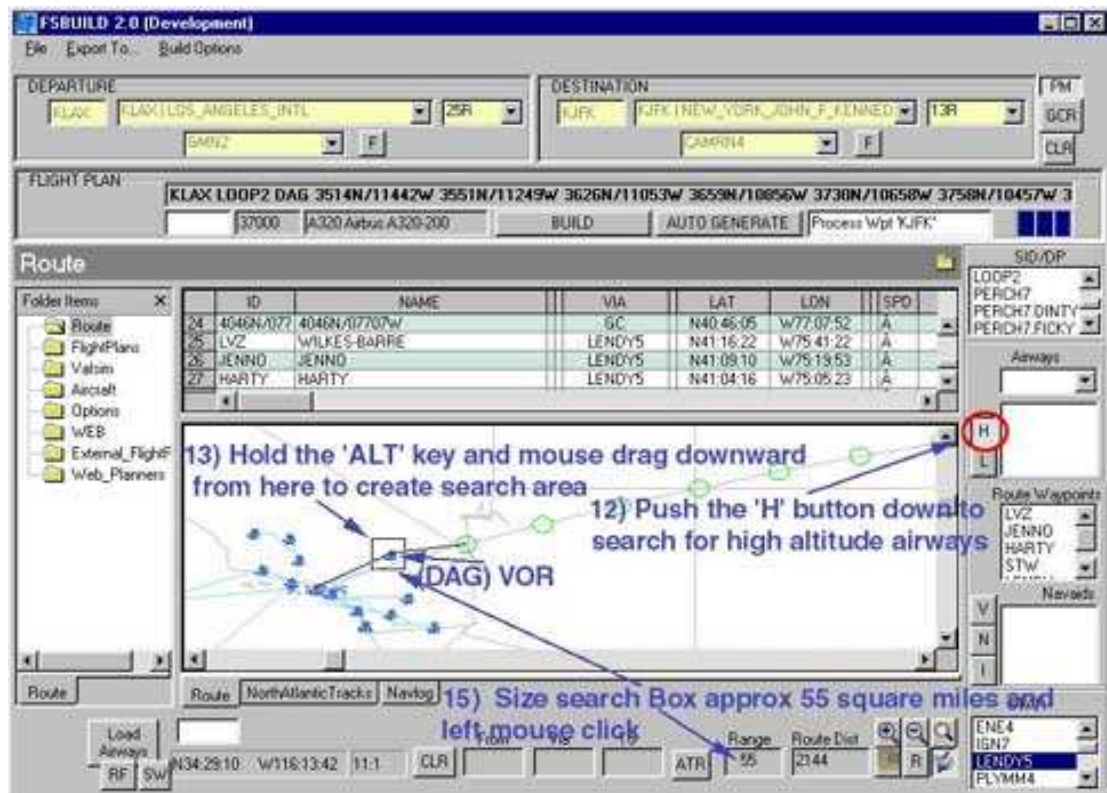 FSBUILD 2.0 (Development)
File Export To... Build Options
DEPARTURE
KLAX KLAX | LOS_ANGELES_INTL 25R
GMN2 F
DESTINATION
KJFK KJFK | NEW_YORK_JOHN_F_KENNED 13R
CAMRN4 F
PM
GCR
CLR
FLIGHT PLAN
KLAX LOOP2 DAG 3514N/11442W 3551N/11249W 3626N/11053W 3659N/10856W 3738N/10658W 3758N/10457W 3
37000 A320 Airbus A320-200 BUILD AUTO GENERATE Process Wpt 'KJFK'
Route
Folder Items X
Route
FlightPlans
Vatsim
Aircraft
Options
WEB
External_FlightF
Web_Planners
Route
ID NAME VIA LAT LON SPD
24 4046N/077 4046N/07707W GC N40:46:05 W77:07:52 A
25 LVZ WILKES-BARRE LENDY5 N41:16:22 W75:41:22 A
26 JENNO JENNO LENDY5 N41:09:10 W75:19:53 A
27 HARTY HARTY LENDY5 N41:04:16 W75:05:23 A
13) Hold the 'ALT' key and mouse drag downward
from here to create search area
12) Push the 'H' button down to
search for high altitude airways
(DAG) VOR
15) Size search Box approx 55 square miles and
left mouse click
SID/DP
LOOP2
PERCH7
PERCH7.DINTY
PERCH7.FICKY
Airways
H
L
Route Waypoints
LVZ
JENNO
HARTY
STW
Navaids
V
N
I
ENE4
IGN7
LENDY5
PLYMM4
Route NorthAtlanticTracks Navlog
Load
Airways
RF SW
N34:29:10 W116:13:42 11:1 CLR From Via To ATR
Range
55
Route Dist
2144
R